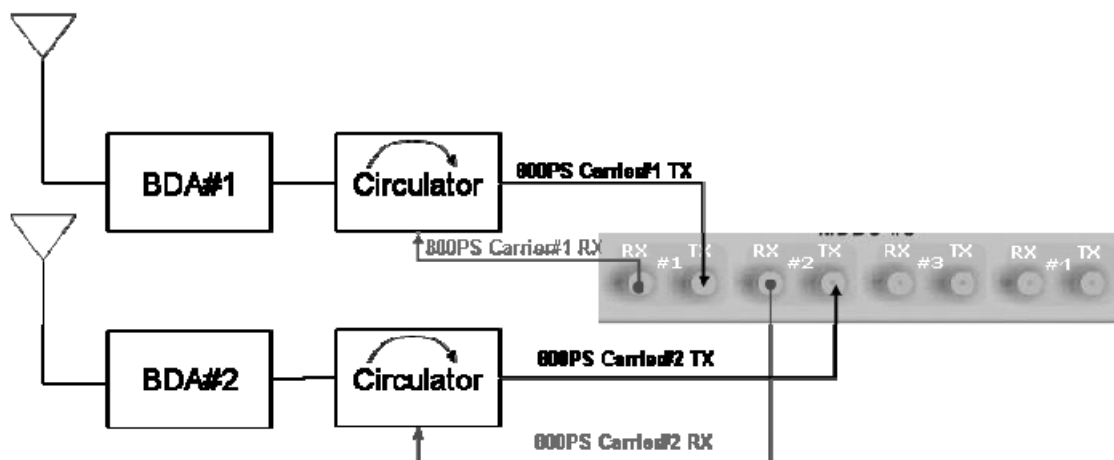 BDA#1
Circulator
800PS Carrier#1 TX
800PS Carrier#1 RX
RX #1 TX
RX #2 TX
RX #3 TX
RX #4 TX
BDA#2
Circulator
800PS Carrier#2 TX
800PS Carrier#2 RX